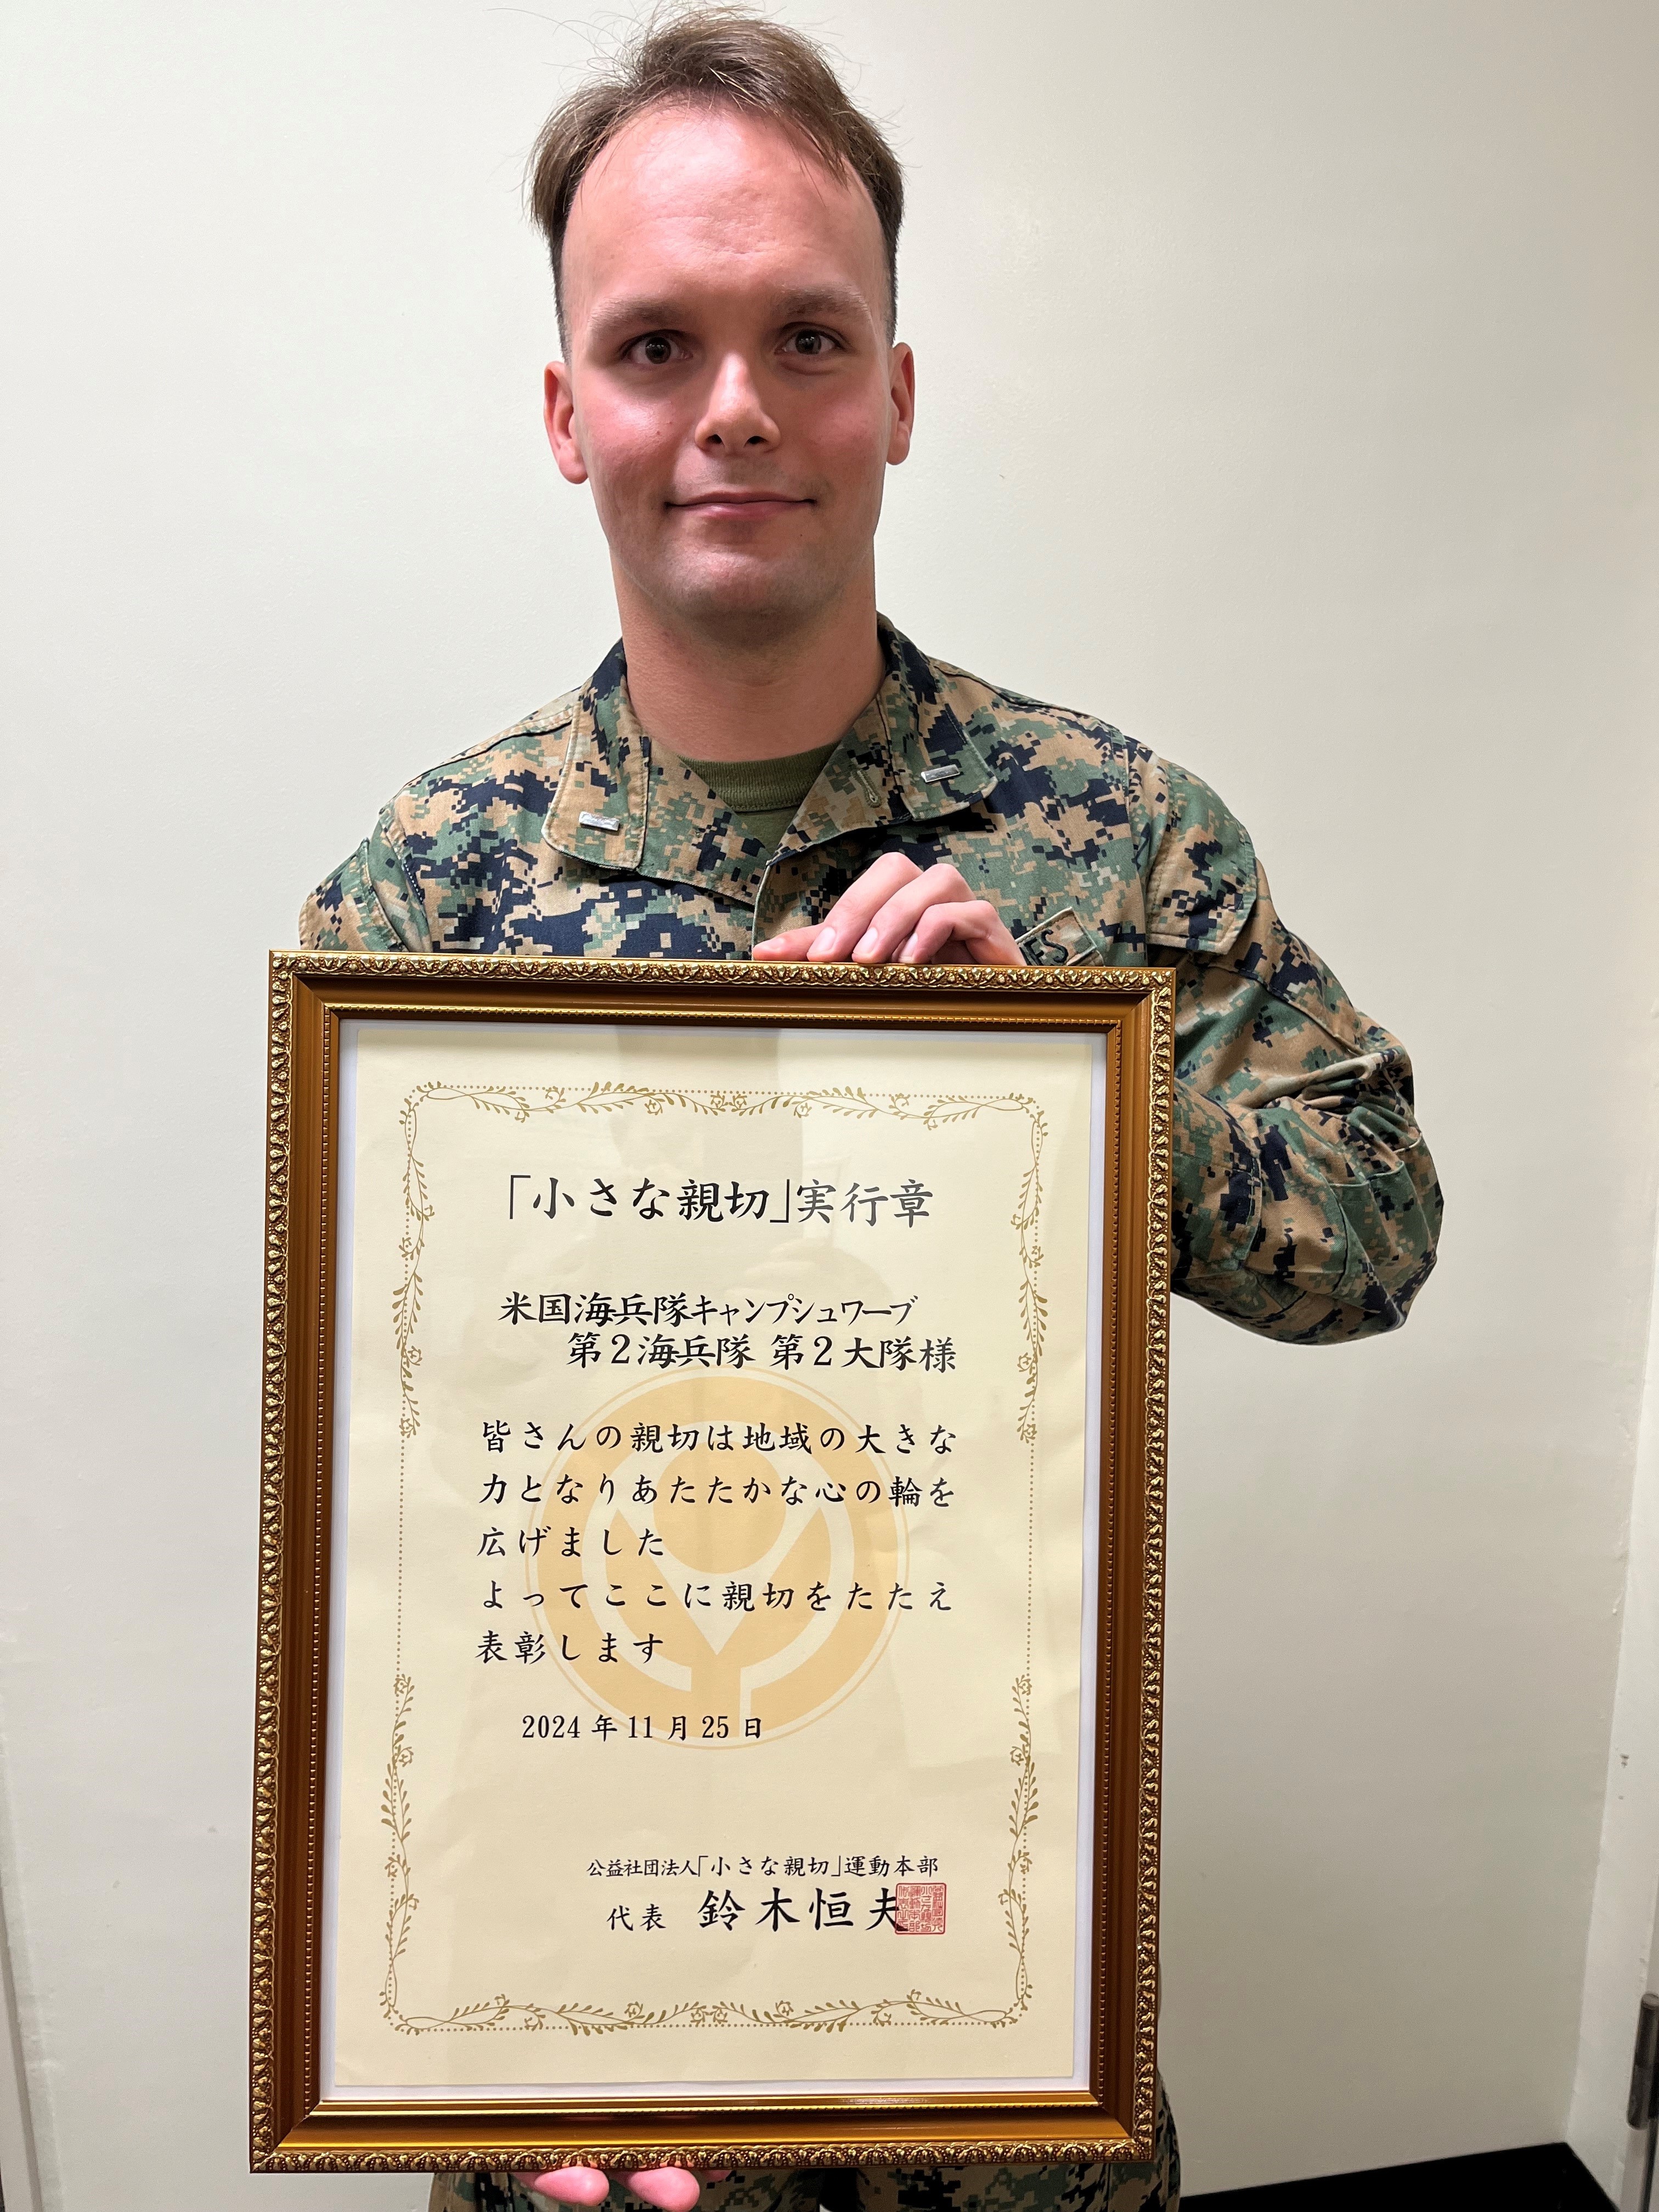 ES
「小さな親切」実行章
米国海兵隊キャンプシュワーブ
第2海兵隊 第2大隊様
皆さんの親切は地域の大きな
力となりあたたかな心の輪を
広げました
よってここに親切をたたえ
表彰します
2024年11月25日
公益社団法人「小さな親切」運動本部
代表 鈴木恒夫